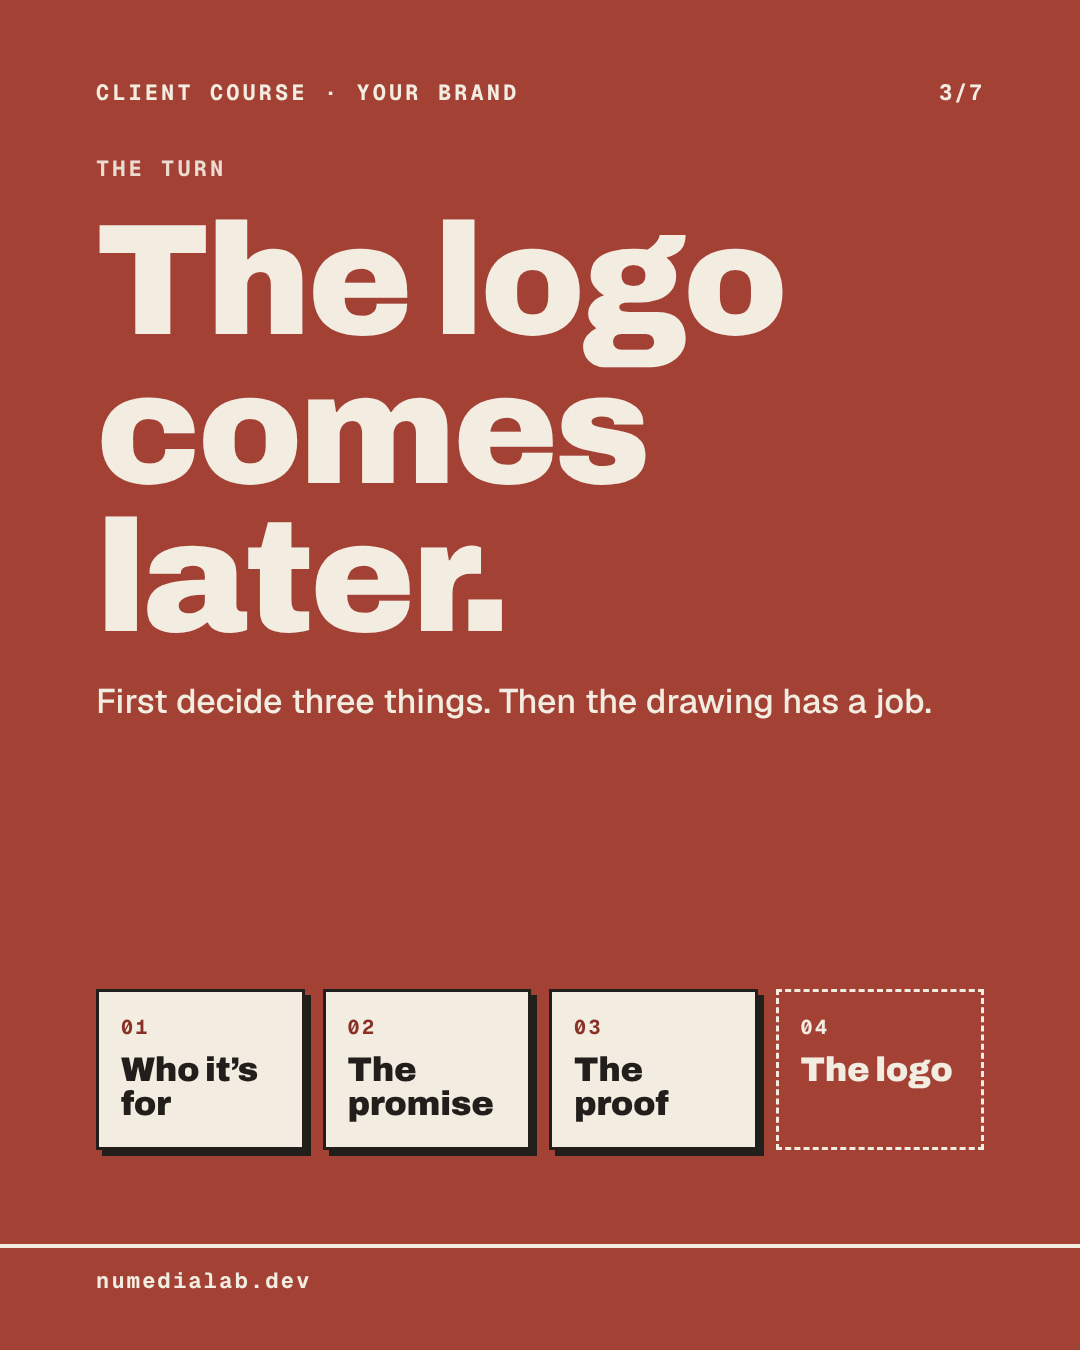 CLIENT COURSE · YOUR BRAND
3/7
THE TURN
The logo
comes
later.
First decide three things. Then the drawing has a job.
01
Who it’s
for
02
The
promise
03
The
proof
04
The logo
numedialab.dev